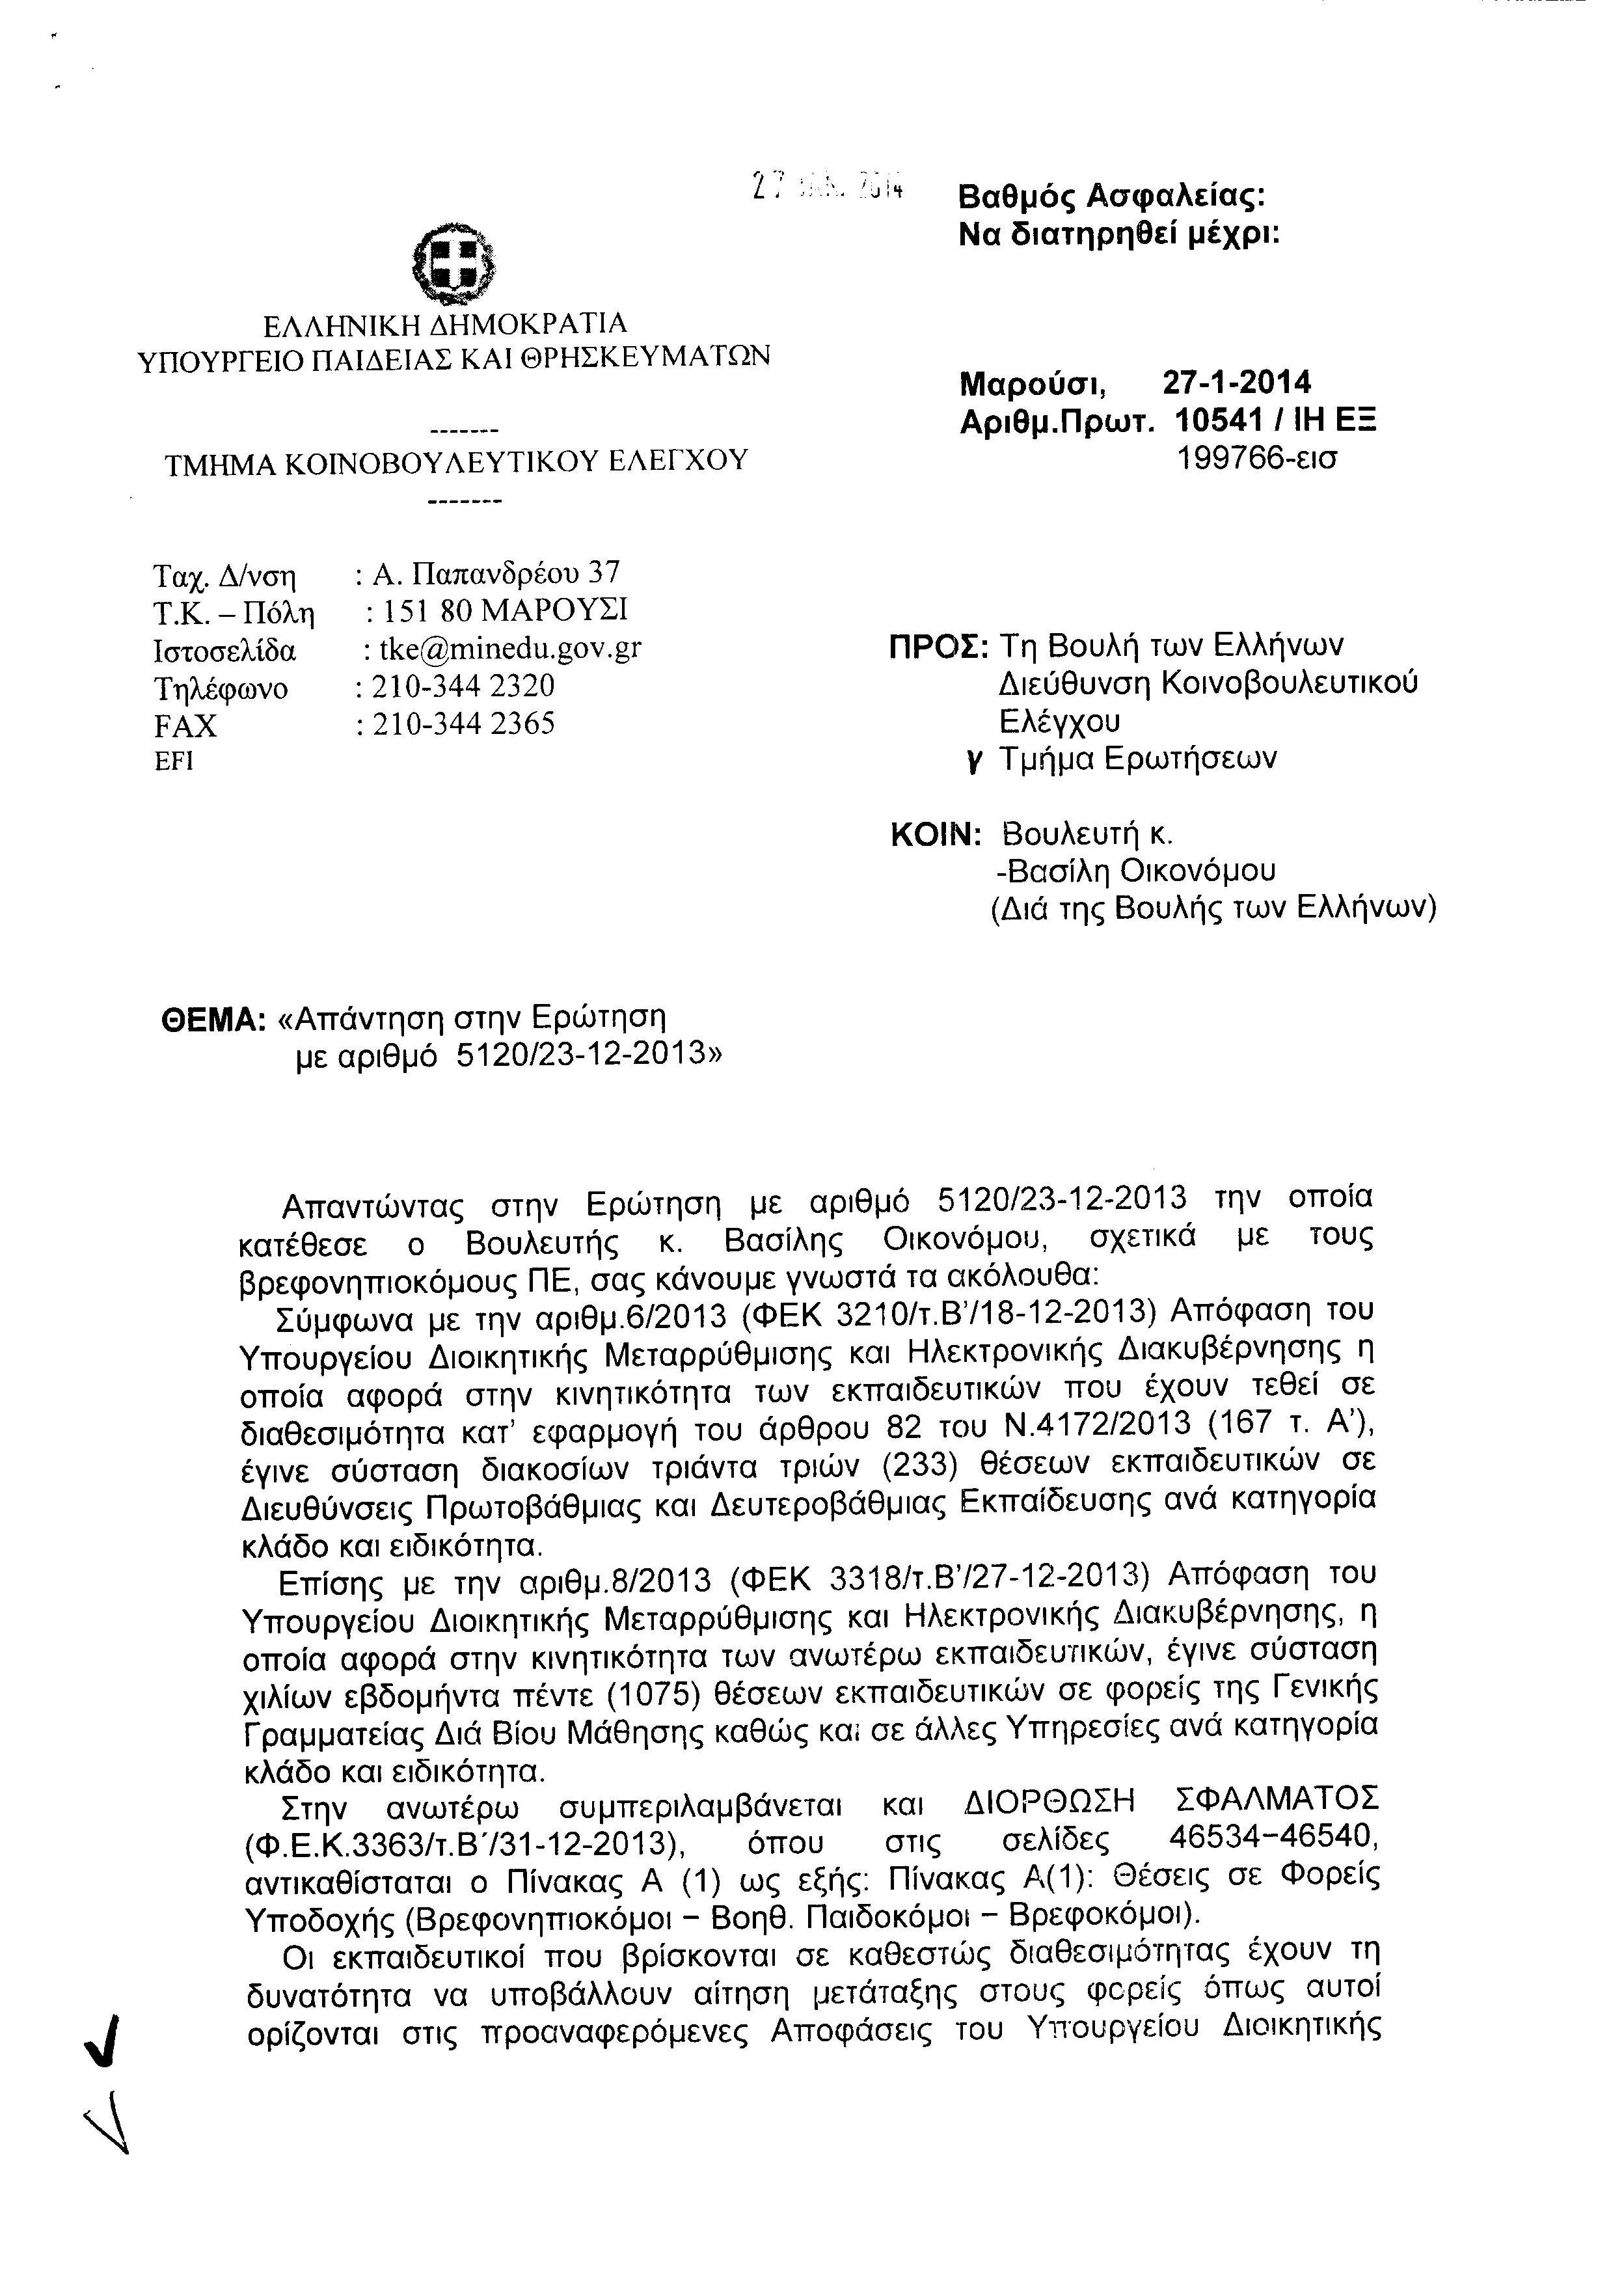 Βαθμός Ασφαλείας:
Να διατηρηθεί μέχρι:
ΕΛΛΗΝΙΚΗ ΔΗΜΟΚΡΑΤΙΑ
ΥΠΟΥΡΓΕΙΟ ΠΑΙΔΕΙΑΣ ΚΑΙ ΘΡΗΣΚΕΥΜΑΤΩΝ
-------
ΤΜΗΜΑ ΚΟΙΝΟΒΟΥΛΕΥΤΙΚΟΥ ΕΛΕΓΧΟΥ
-------
Μαρούσι, 27-1-2014
Αριθμ.Πρωτ. 10541 / ΙΗ ΕΞ
199766-εισ
Ταχ. Δ/νση : Α. Παπανδρέου 37
Τ.Κ. – Πόλη : 151 80 ΜΑΡΟΥΣΙ
Ιστοσελίδα : tke@minedu.gov.gr
Τηλέφωνο : 210-344 2320
FAX : 210-344 2365
EFI
ΠΡΟΣ: Τη Βουλή των Ελλήνων
Διεύθυνση Κοινοβουλευτικού
Ελέγχου
γ Τμήμα Ερωτήσεων
ΚΟΙΝ: Βουλευτή κ.
-Βασίλη Οικονόμου
(Διά της Βουλής των Ελλήνων)
ΘΕΜΑ: «Απάντηση στην Ερώτηση
με αριθμό 5120/23-12-2013»
Απαντώντας στην Ερώτηση με αριθμό 5120/23-12-2013 την οποία
κατέθεσε ο Βουλευτής κ. Βασίλης Οικονόμου, σχετικά με τους
βρεφονηπιοκόμους ΠΕ, σας κάνουμε γνωστά τα ακόλουθα:
Σύμφωνα με την αριθμ.6/2013 (ΦΕΚ 3210/τ.Β’/18-12-2013) Απόφαση του
Υπουργείου Διοικητικής Μεταρρύθμισης και Ηλεκτρονικής Διακυβέρνησης η
οποία αφορά στην κινητικότητα των εκπαιδευτικών που έχουν τεθεί σε
διαθεσιμότητα κατ’ εφαρμογή του άρθρου 82 του Ν.4172/2013 (167 τ. Α’),
έγινε σύσταση διακοσίων τριάντα τριών (233) θέσεων εκπαιδευτικών σε
Διευθύνσεις Πρωτοβάθμιας και Δευτεροβάθμιας Εκπαίδευσης ανά κατηγορία
κλάδο και ειδικότητα.
Επίσης με την αριθμ.8/2013 (ΦΕΚ 3318/τ.Β’/27-12-2013) Απόφαση του
Υπουργείου Διοικητικής Μεταρρύθμισης και Ηλεκτρονικής Διακυβέρνησης, η
οποία αφορά στην κινητικότητα των ανωτέρω εκπαιδευτικών, έγινε σύσταση
χιλίων εβδομήντα πέντε (1075) θέσεων εκπαιδευτικών σε φορείς της Γενικής
Γραμματείας Διά Βίου Μάθησης καθώς και σε άλλες Υπηρεσίες ανά κατηγορία
κλάδο και ειδικότητα.
Στην ανωτέρω συμπεριλαμβάνεται και ΔΙΟΡΘΩΣΗ ΣΦΑΛΜΑΤΟΣ
(Φ.Ε.Κ.3363/τ.Β΄/31-12-2013), όπου στις σελίδες 46534-46540,
αντικαθίσταται ο Πίνακας Α (1) ως εξής: Πίνακας Α(1): Θέσεις σε Φορείς
Υποδοχής (Βρεφονηπιοκόμοι – Βοηθ. Παιδοκόμοι – Βρεφοκόμοι).
Οι εκπαιδευτικοί που βρίσκονται σε καθεστώς διαθεσιμότητας έχουν τη
δυνατότητα να υποβάλλουν αίτηση μετάταξης στους φορείς όπως αυτοί
ορίζονται στις προαναφερόμενες Αποφάσεις του Υπουργείου Διοικητικής